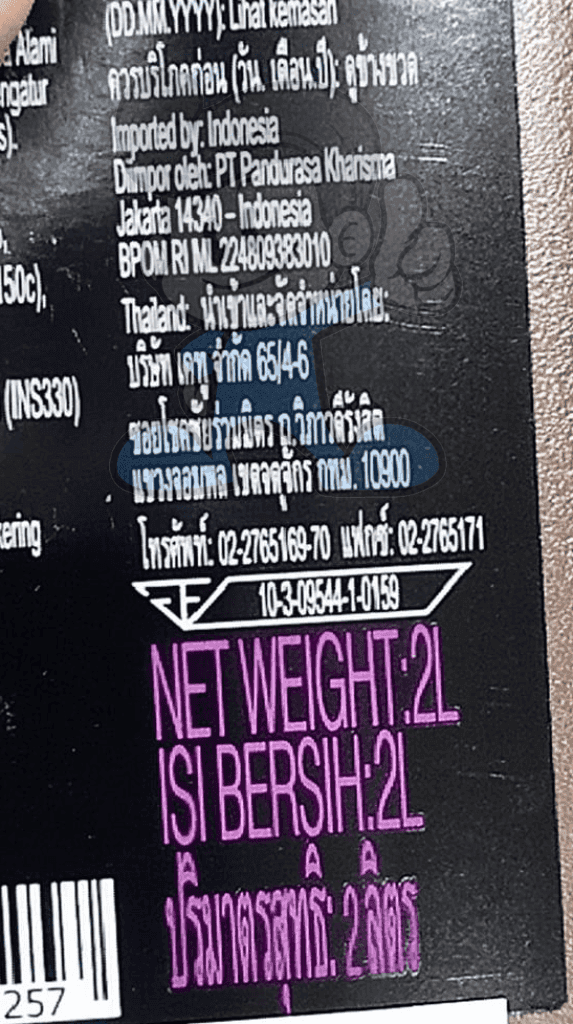 (DD.MM.YYYY): Lihat kemasan
Alami
ควรบริโภคก่อน (วัน. เดือน.ปี): ดูข้างขวด
ngatur
s).
Imported by: Indonesia
Diimpor oleh: PT Pandurasa Kharisma
Jakarta 14340 – Indonesia
BPOM RI ML 224809383010
150c),
Thailand: นำเข้าและจัดจำหน่ายโดย:
บริษัท เคทู จำกัด 65/4-6
(INS330)
ซอยโชคชัยร่วมมิตร ถ.วิภาวดีรังสิต
แขวงจอมพล เขตจตุจักร กทม. 10900
ering
โทรศัพท์: 02-2765169-70 แฟกซ์: 02-2765171
10-3-09544-1-0159
NET WEIGHT:2L
ISI BERSIH:2L
ปริมาตรสุทธิ: 2 ลิตร
257